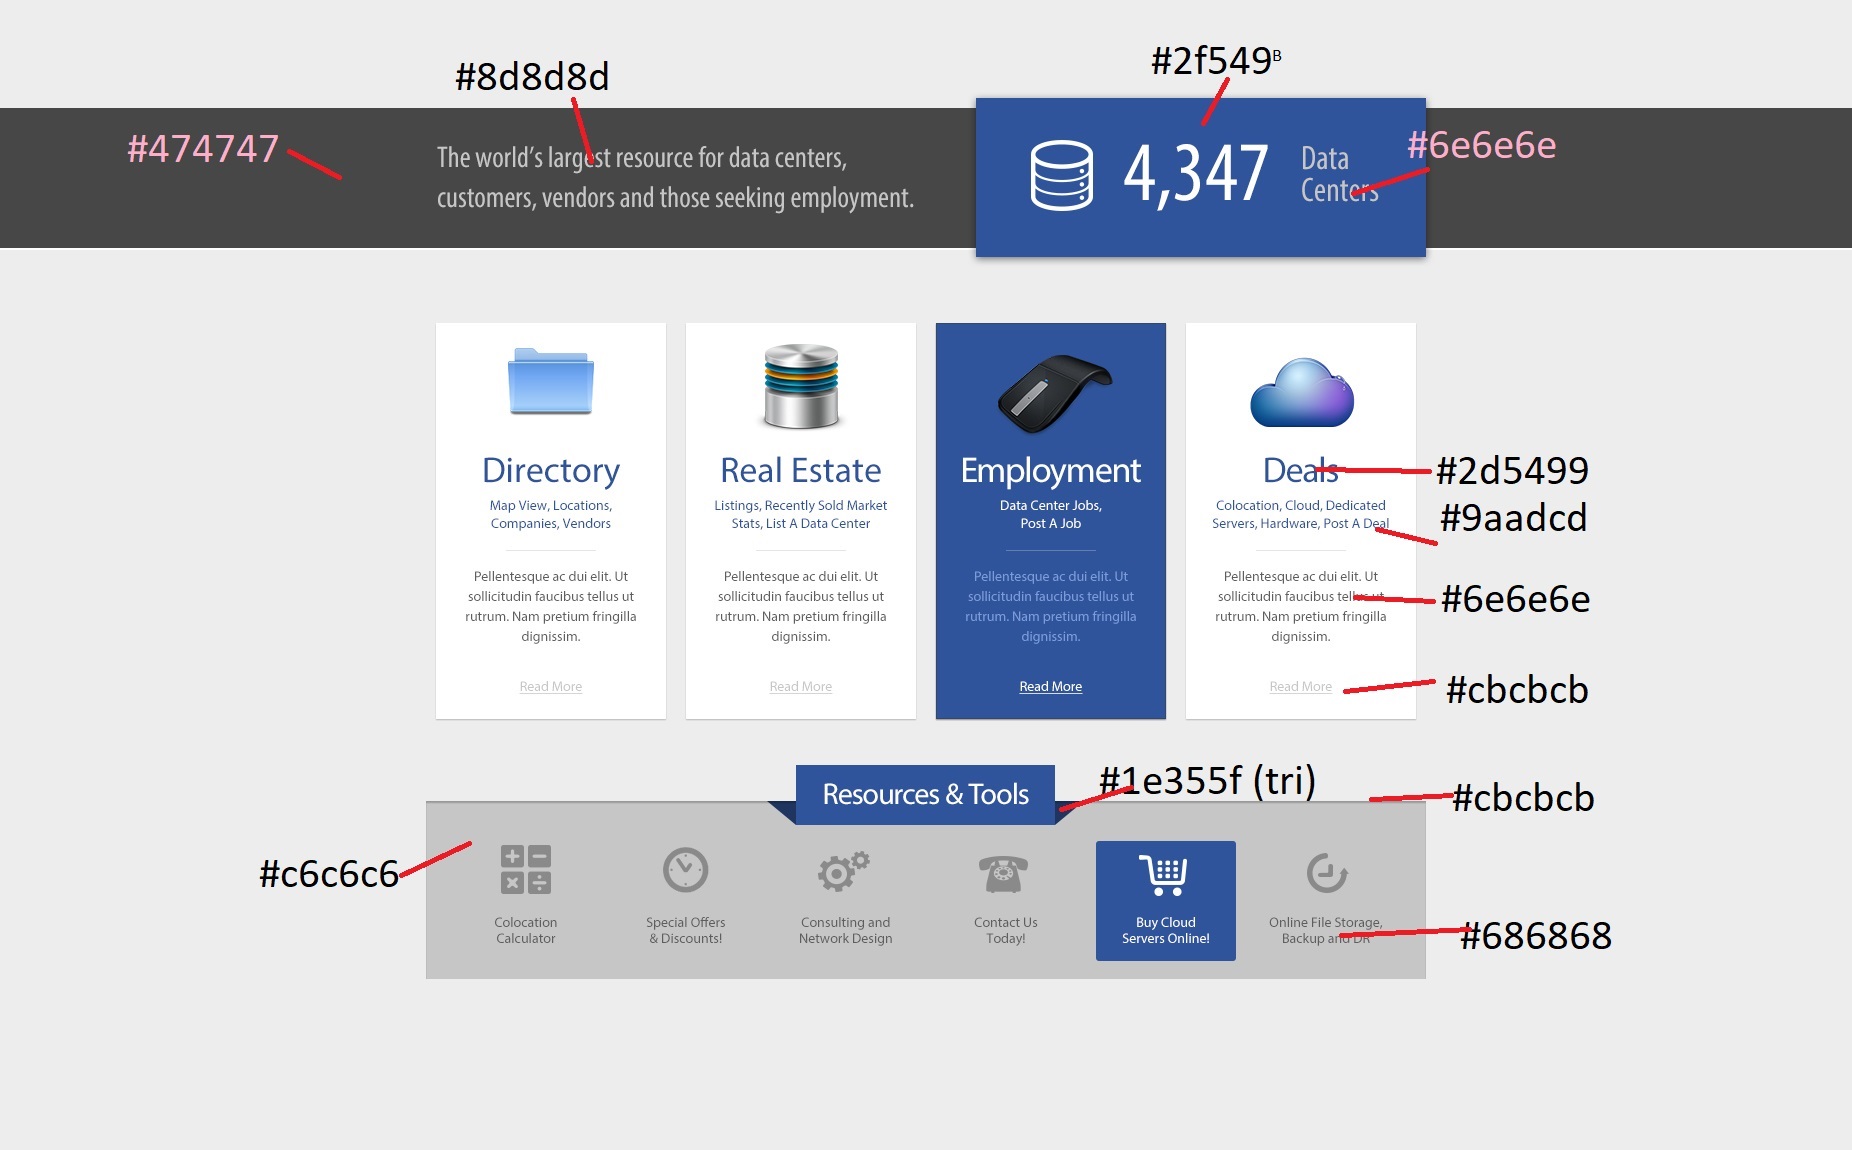 #8d8d8d
#2f549B
#474747
The world's largest resource for data centers,
customers, vendors and those seeking employment.
4,347
Data
Centers
#6e6e6e
Directory
Map View, Locations,
Companies, Vendors
Pellentesque ac dui elit. Ut
sollicitudin faucibus tellus ut
rutrum. Nam pretium fringilla
dignissim.
Read More
Real Estate
Listings, Recently Sold Market
Stats, List A Data Center
Pellentesque ac dui elit. Ut
sollicitudin faucibus tellus ut
rutrum. Nam pretium fringilla
dignissim.
Read More
Employment
Data Center Jobs,
Post A Job
Pellentesque ac dui elit. Ut
sollicitudin faucibus tellus ut
rutrum. Nam pretium fringilla
dignissim.
Read More
Deals
Colocation, Cloud, Dedicated
Servers, Hardware, Post A Deal
Pellentesque ac dui elit. Ut
sollicitudin faucibus tellus ut
rutrum. Nam pretium fringilla
dignissim.
Read More
#2d5499
#9aadcd
#6e6e6e
#cbcbcb
Resources & Tools
#1e355f (tri)
#cbcbcb
#c6c6c6
Colocation
Calculator
Special Offers
& Discounts!
Consulting and
Network Design
Contact Us
Today!
Buy Cloud
Servers Online!
Online File Storage,
Backup and DR
#686868